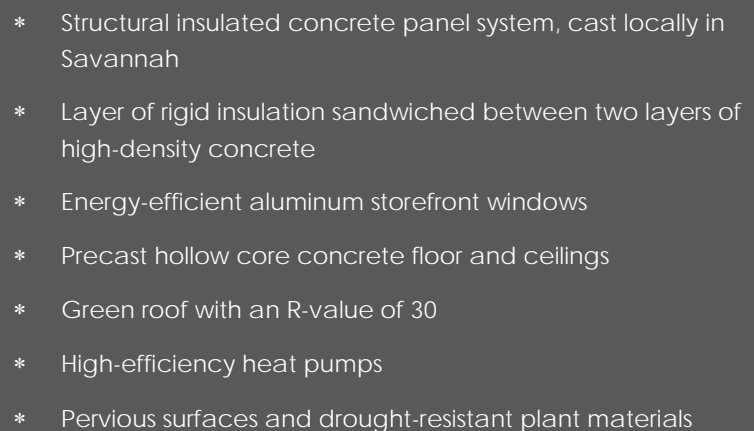 * Structural insulated concrete panel system, cast locally in
Savannah
* Layer of rigid insulation sandwiched between two layers of
high-density concrete
* Energy-efficient aluminum storefront windows
* Precast hollow core concrete floor and ceilings
* Green roof with an R-value of 30
* High-efficiency heat pumps
* Pervious surfaces and drought-resistant plant materials